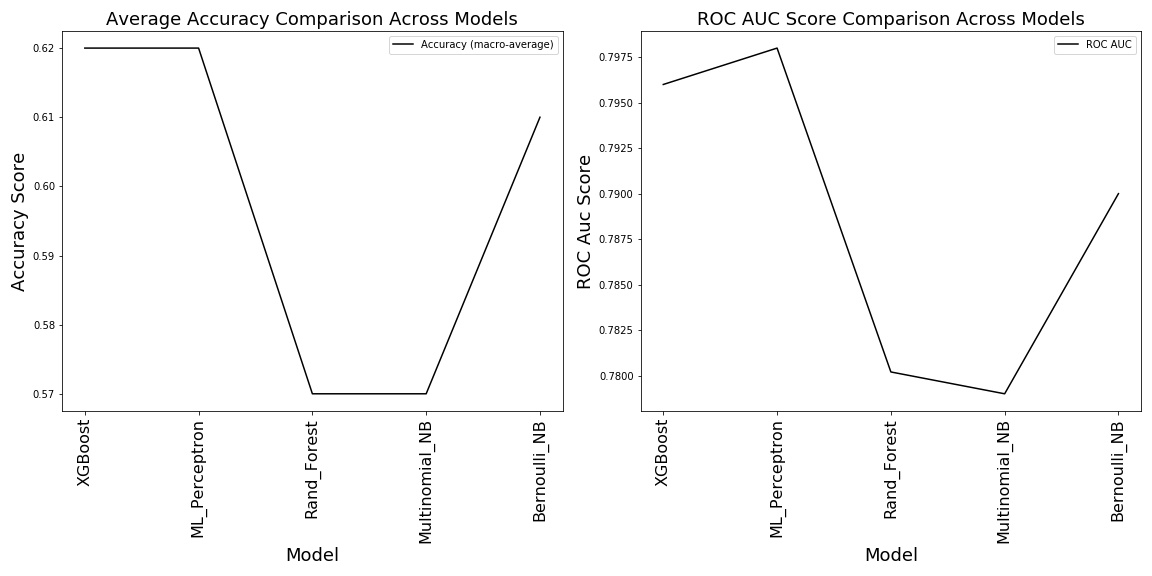 Average Accuracy Comparison Across Models
Accuracy (macro-average)
Accuracy Score
0.62
0.61
0.60
0.59
0.58
0.57
XGBoost
ML_Perceptron
Rand_Forest
Multinomial_NB
Bernoulli_NB
Model
ROC AUC Score Comparison Across Models
ROC AUC
ROC Auc Score
0.7975
0.7950
0.7925
0.7900
0.7875
0.7850
0.7825
0.7800
XGBoost
ML_Perceptron
Rand_Forest
Multinomial_NB
Bernoulli_NB
Model